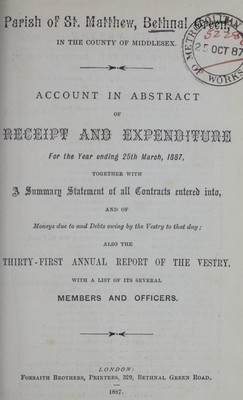 Parish of St. Matthew, Bethnal Green
IN THE COUNTY OF MIDDLESEX.
METROPOLITAN
25 OCT 87
OF WORKS
ACCOUNT IN ABSTRACT
OF
RECEIPT AND EXPENDITURE
For the Year ending 25th March, 1887,
TOGETHER WITH
A Summary Statement of all Contracts entered into,
AND OF
Moneys due to and Debts owing by the Vestry to that day;
ALSO THE
THIRTY-FIRST ANNUAL REPORT OF THE VESTRY,
WITH A LIST OF ITS SEVERAL
MEMBERS AND OFFICERS.
LONDON:
FORSAITH BROTHERS, PRINTERS, 329, BETHNAL GREEN ROAD,
1887.